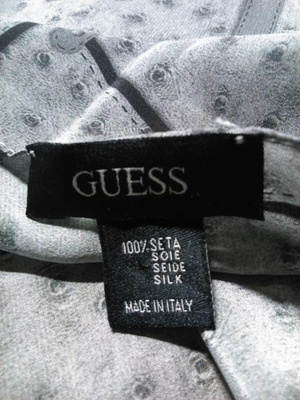 GUESS
100% SETA
SOIE
SEIDE
SILK
MADE IN ITALY